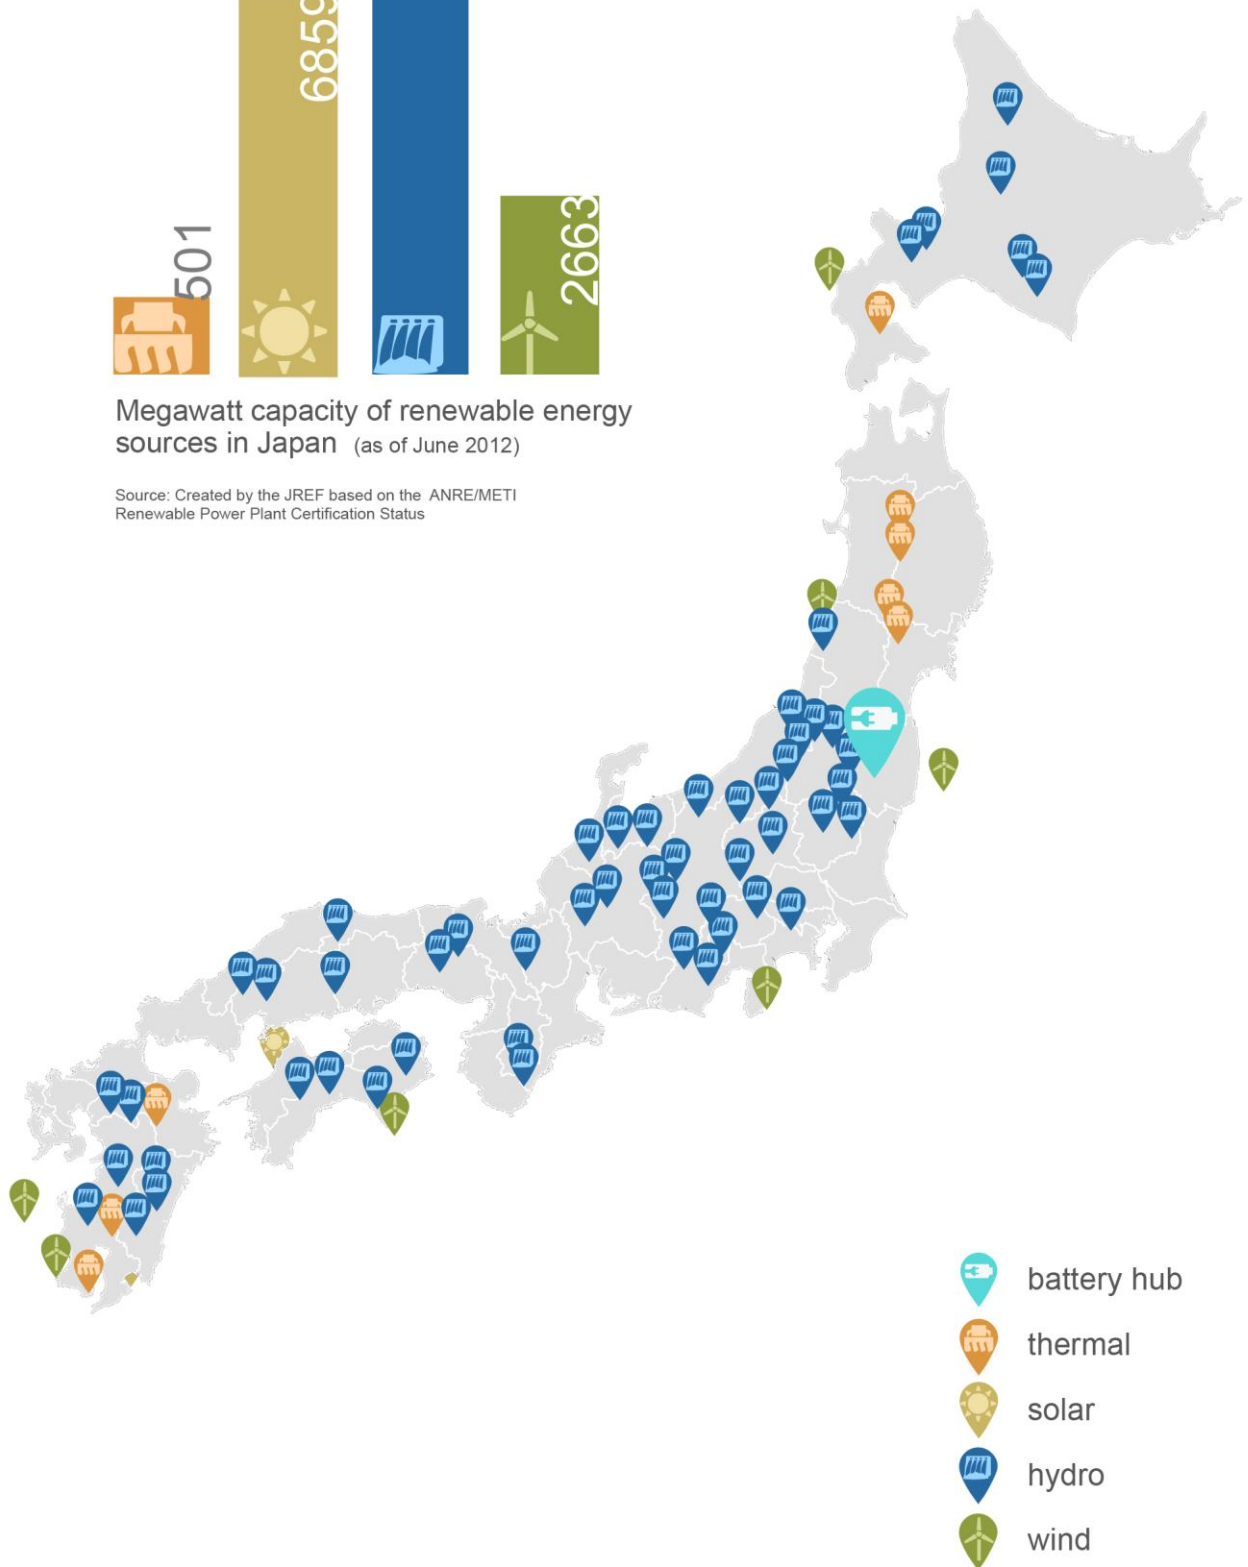 6859
501
2663
Megawatt capacity of renewable energy
sources in Japan (as of June 2012)
Source: Created by the JREF based on the ANRE/METI
Renewable Power Plant Certification Status
battery hub
thermal
solar
hydro
wind